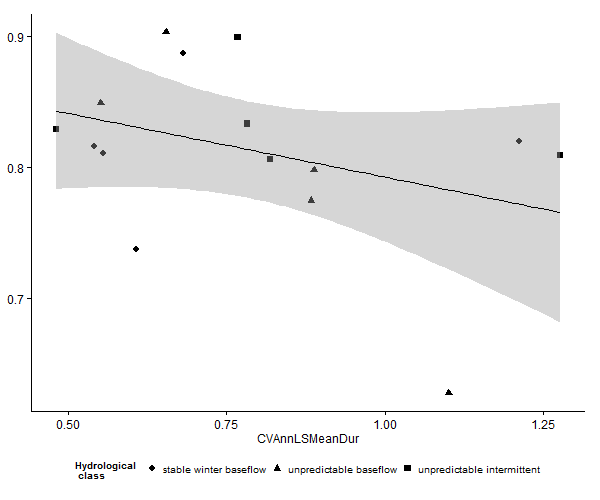 0.9
0.8
0.7
0.50 0.75 1.00 1.25
CVAnnLSMeanDur
Hydrological
class
stable winter baseflow unpredictable baseflow unpredictable intermittent